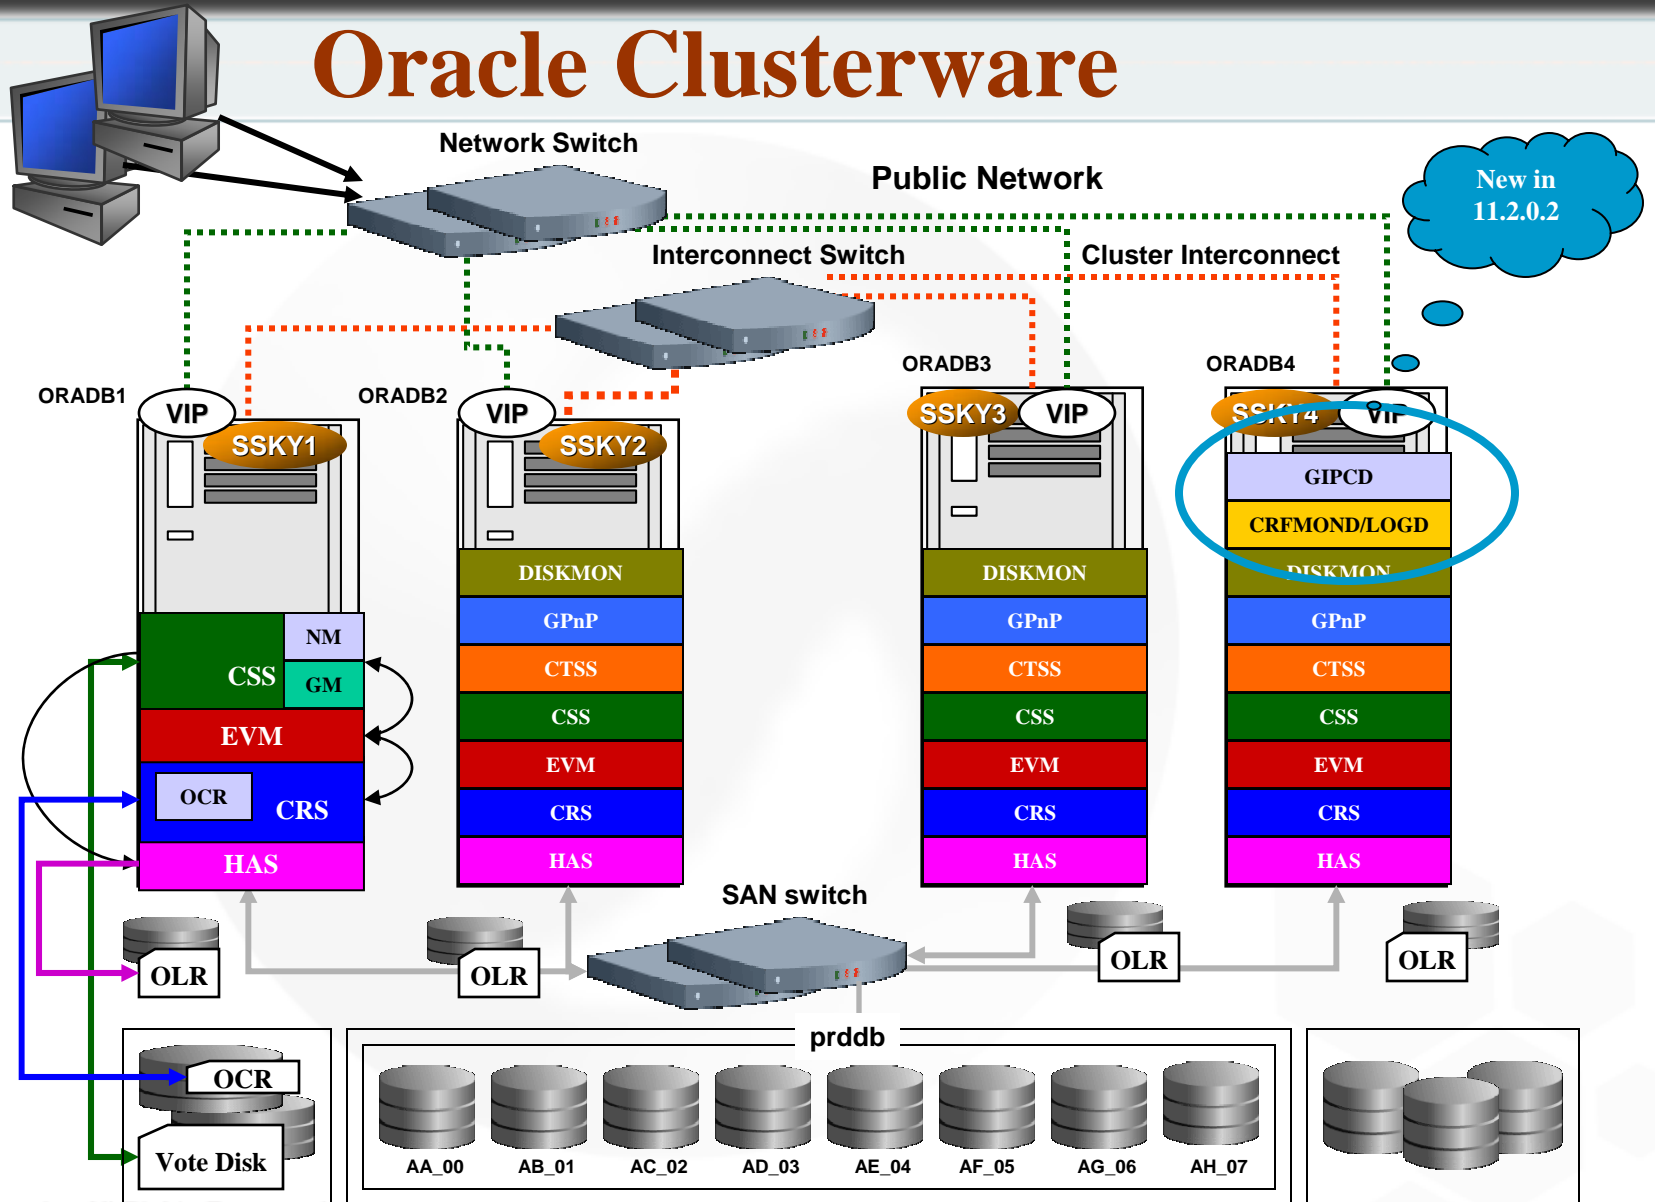 Oracle Clusterware
Network Switch
Public Network
New in
11.2.0.2
Interconnect Switch
Cluster Interconnect
ORADB1
ORADB2
ORADB3
ORADB4
VIP
SSKY1
VIP
SSKY2
SSKY3
VIP
SSKY4
VIP
NM
CSS
GM
EVM
OCR
CRS
HAS
DISKMON
GPnP
CTSS
CSS
EVM
CRS
HAS
DISKMON
GPnP
CTSS
CSS
EVM
CRS
HAS
GIPCD
CRFMOND/LOGD
DISKMON
GPnP
CTSS
CSS
EVM
CRS
HAS
SAN switch
OLR
OLR
OLR
OLR
prddb
OCR
Vote Disk
AA_00
AB_01
AC_02
AD_03
AE_04
AF_05
AG_06
AH_07